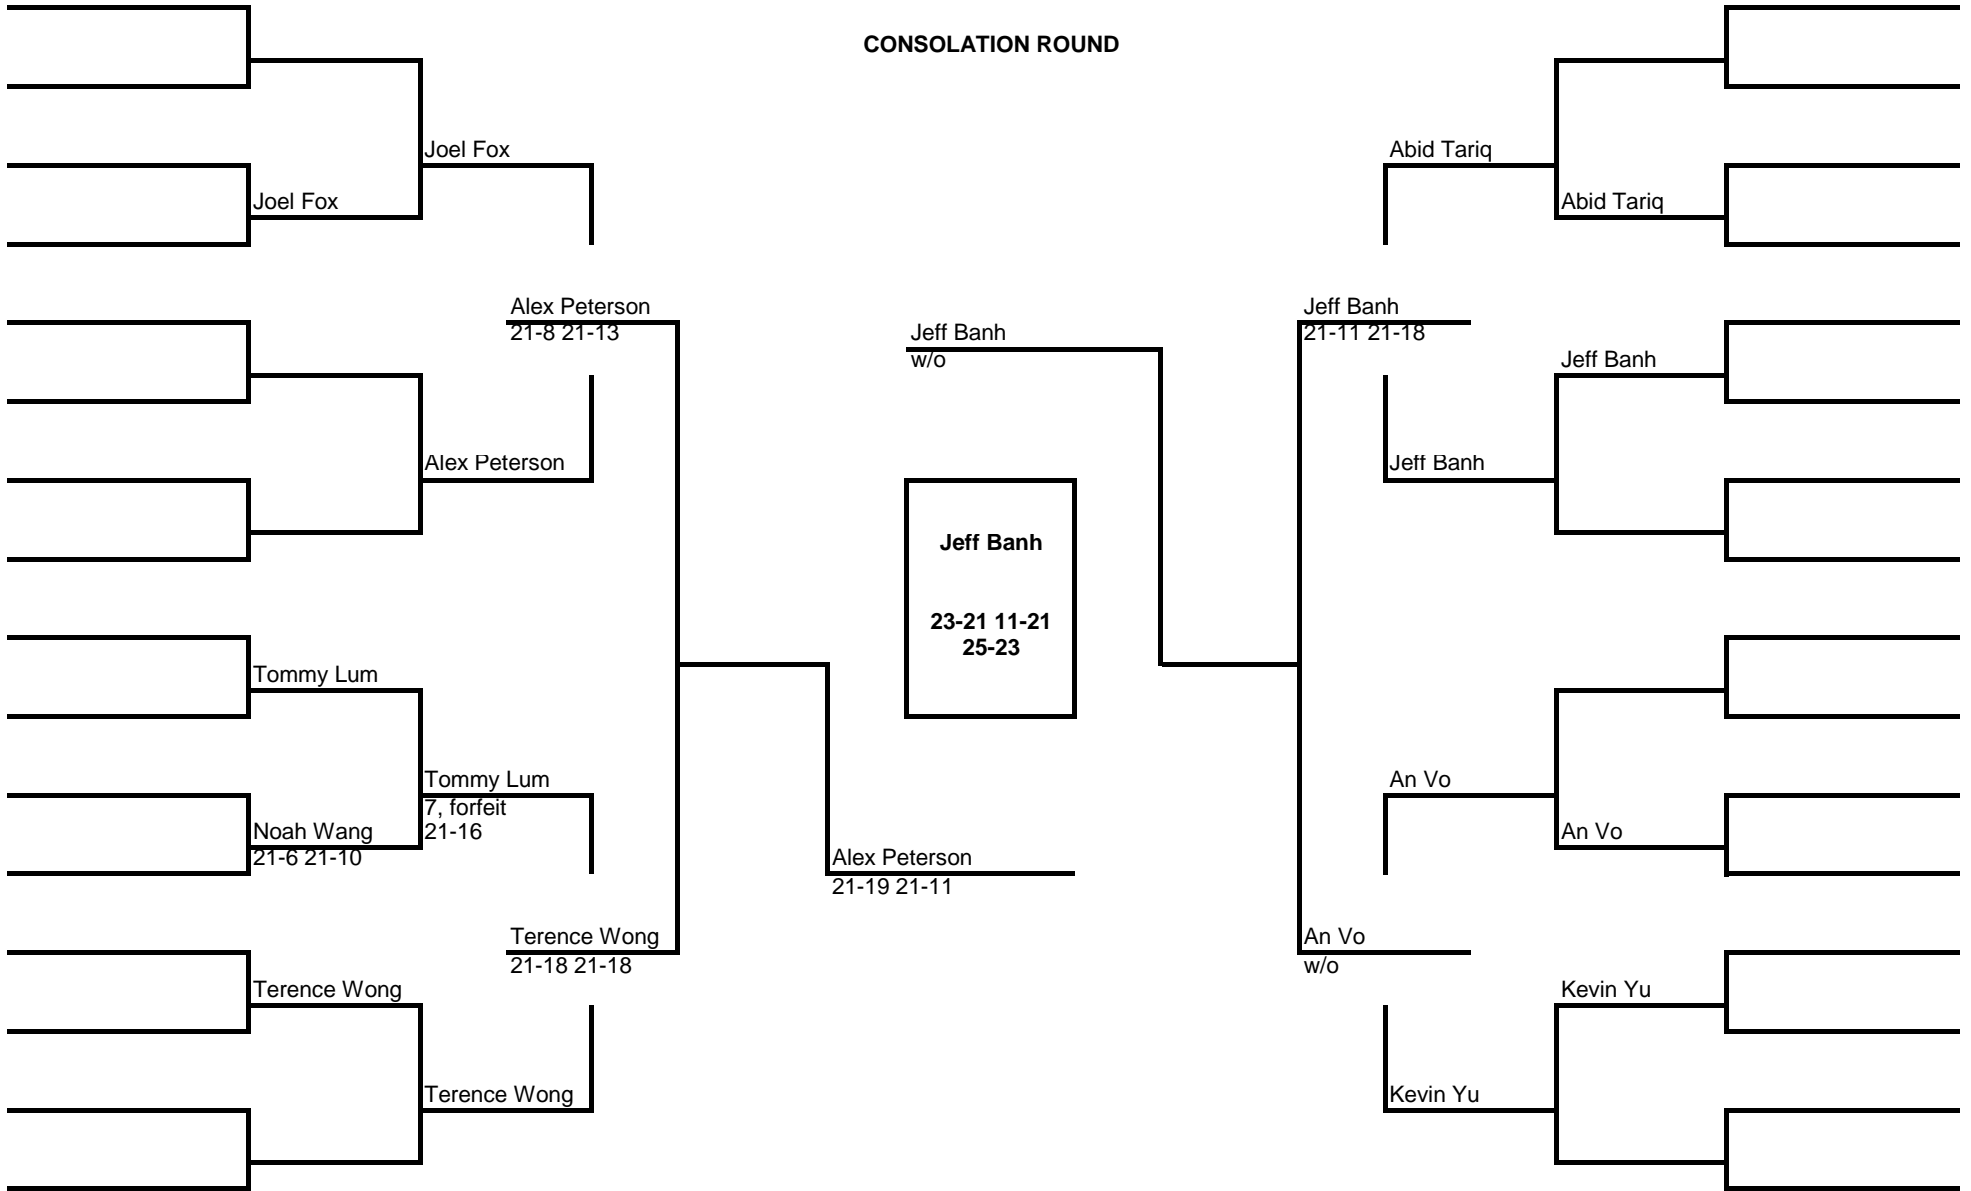 CONSOLATION ROUND
Joel Fox
Abid Tariq
Joel Fox
Abid Tariq
Alex Peterson
21-8 21-13
Jeff Banh
w/o
Jeff Banh
21-11 21-18
Jeff Banh
Alex Peterson
Jeff Banh
Jeff Banh
23-21 11-21
25-23
Tommy Lum
Tommy Lum
7, forfeit
21-16
An Vo
Noah Wang
21-6 21-10
An Vo
Alex Peterson
21-19 21-11
Terence Wong
21-18 21-18
An Vo
w/o
Terence Wong
Kevin Yu
Terence Wong
Kevin Yu